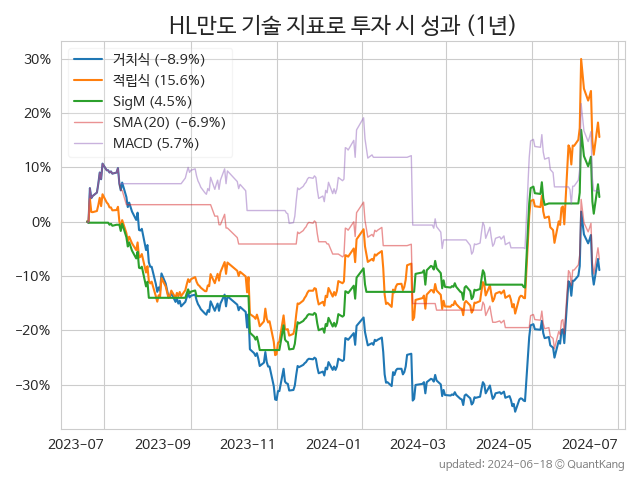 HL만도 기술 지표로 투자 시 성과 (1년)
30%
20%
10%
0%
−10%
−20%
−30%
거치식 (−8.9%)
적립식 (15.6%)
SigM (4.5%)
SMA(20) (−6.9%)
MACD (5.7%)
2023-07 2023-09 2023-11 2024-01 2024-03 2024-05 2024-07
updated: 2024-06-18 © QuantKang